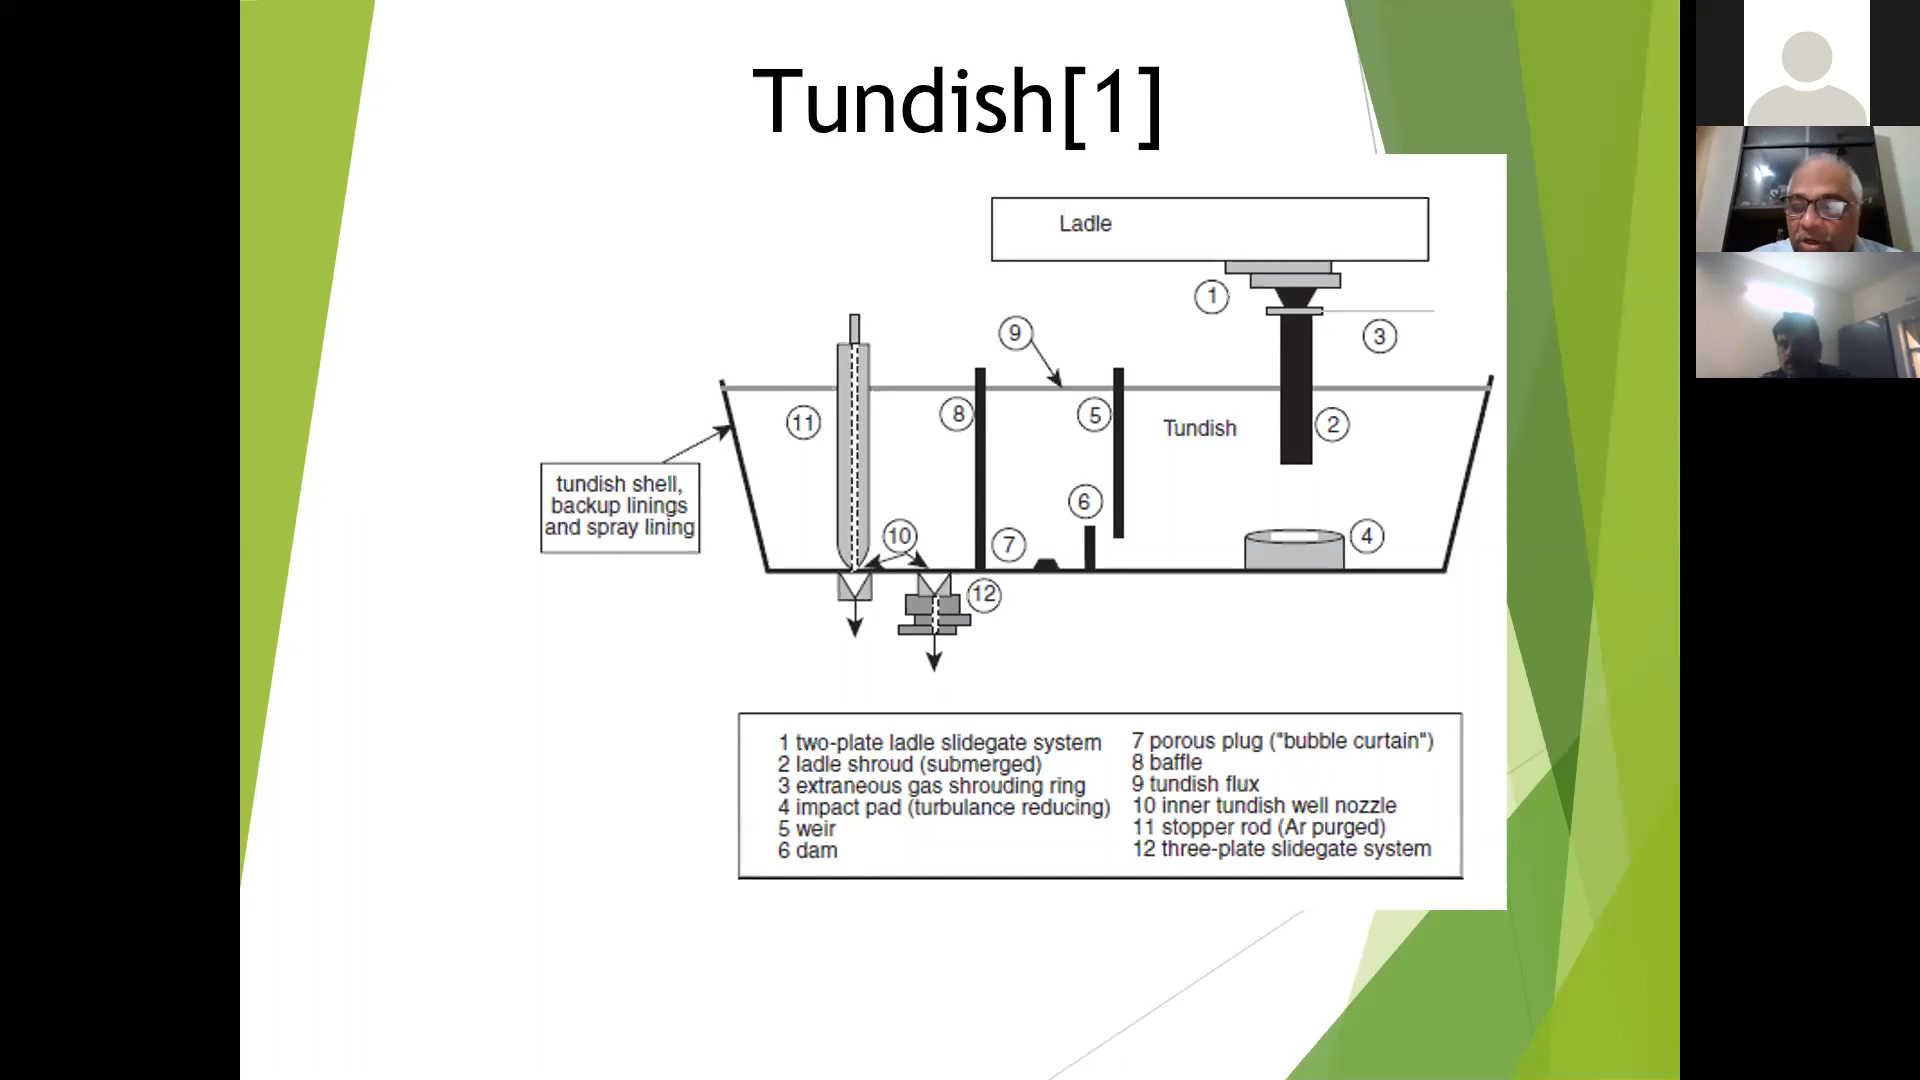 Tundish[1]
Ladle
1
3
9
11
8
5
Tundish
2
tundish shell,
backup linings
and spray lining
6
10
7
4
12
1 two-plate ladle slidegate system
2 ladle shroud (submerged)
3 extraneous gas shrouding ring
4 impact pad (turbulance reducing)
5 weir
6 dam
7 porous plug ("bubble curtain")
8 baffle
9 tundish flux
10 inner tundish well nozzle
11 stopper rod (Ar purged)
12 three-plate slidegate system